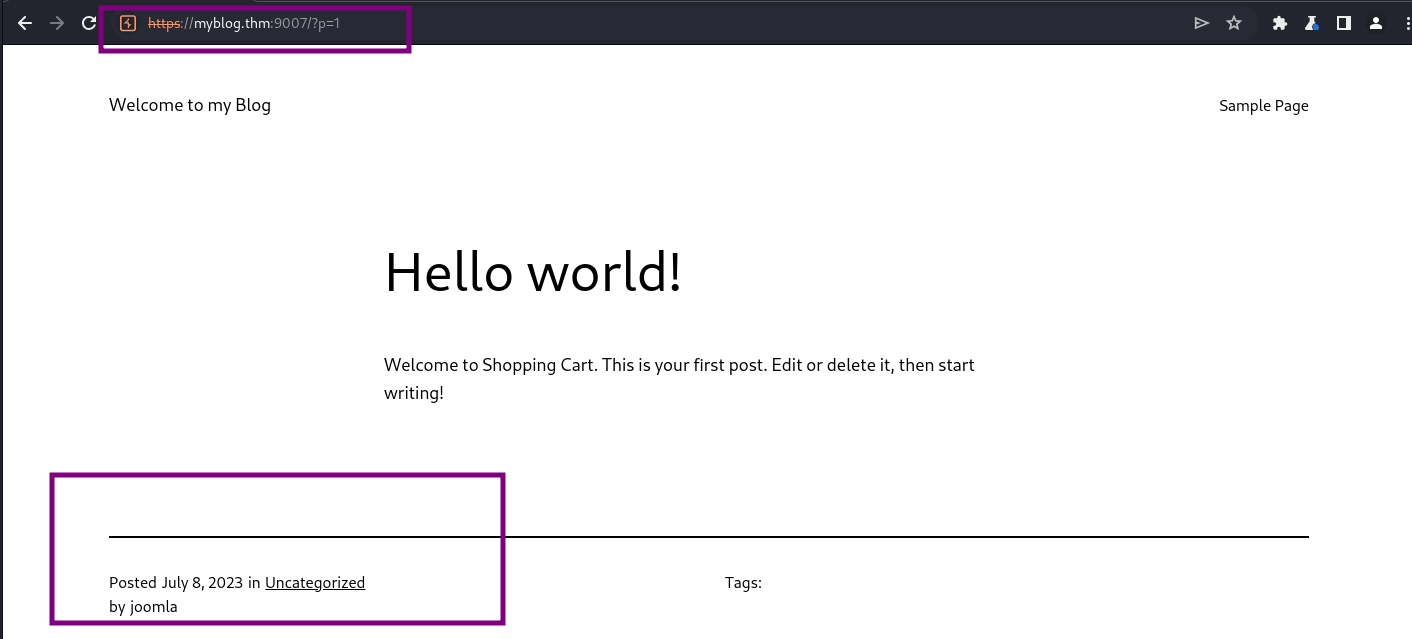 https://myblog.thm:9007/?p=1
Welcome to my Blog
Sample Page
Hello world!
Welcome to Shopping Cart. This is your first post. Edit or delete it, then start
writing!
Posted July 8, 2023 in Uncategorized
by joomla
Tags: